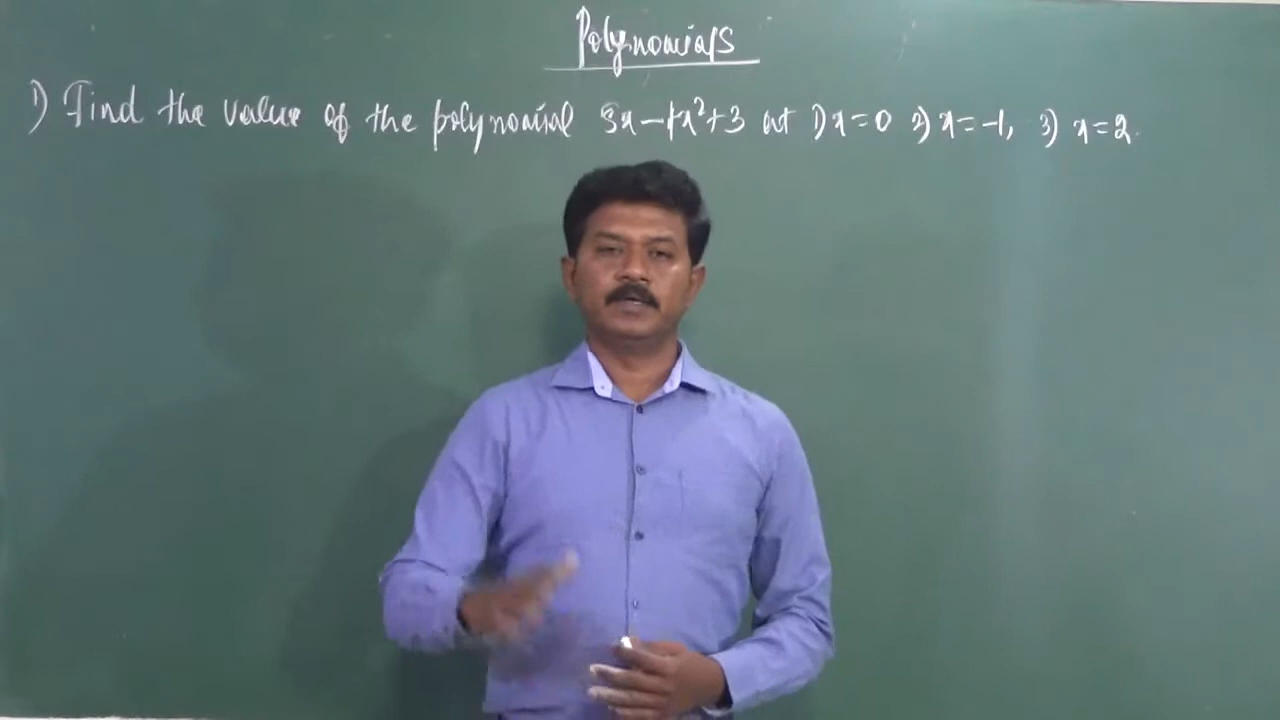 Polynomials
1) Find the value of the polynomial 5x-4x²+3 at 1) x=0 2) x=-1, 3) x=2.